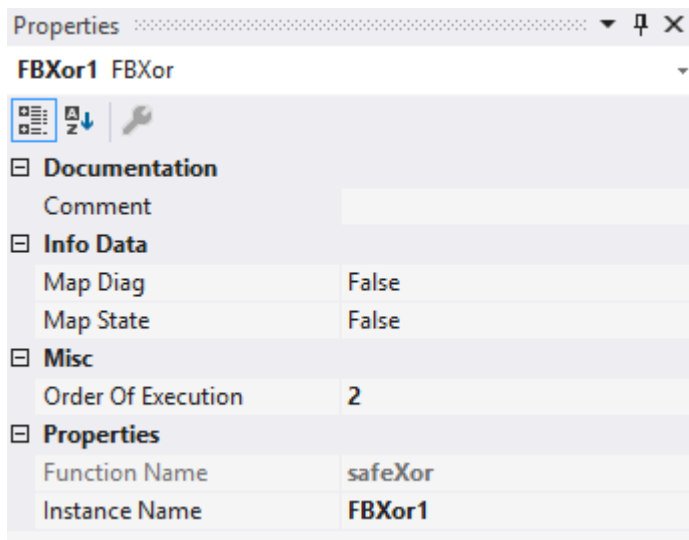 Properties
FBXor1 FBXor
Documentation
Comment
Info Data
Map Diag False
Map State False
Misc
Order Of Execution 2
Properties
Function Name safeXor
Instance Name FBXor1